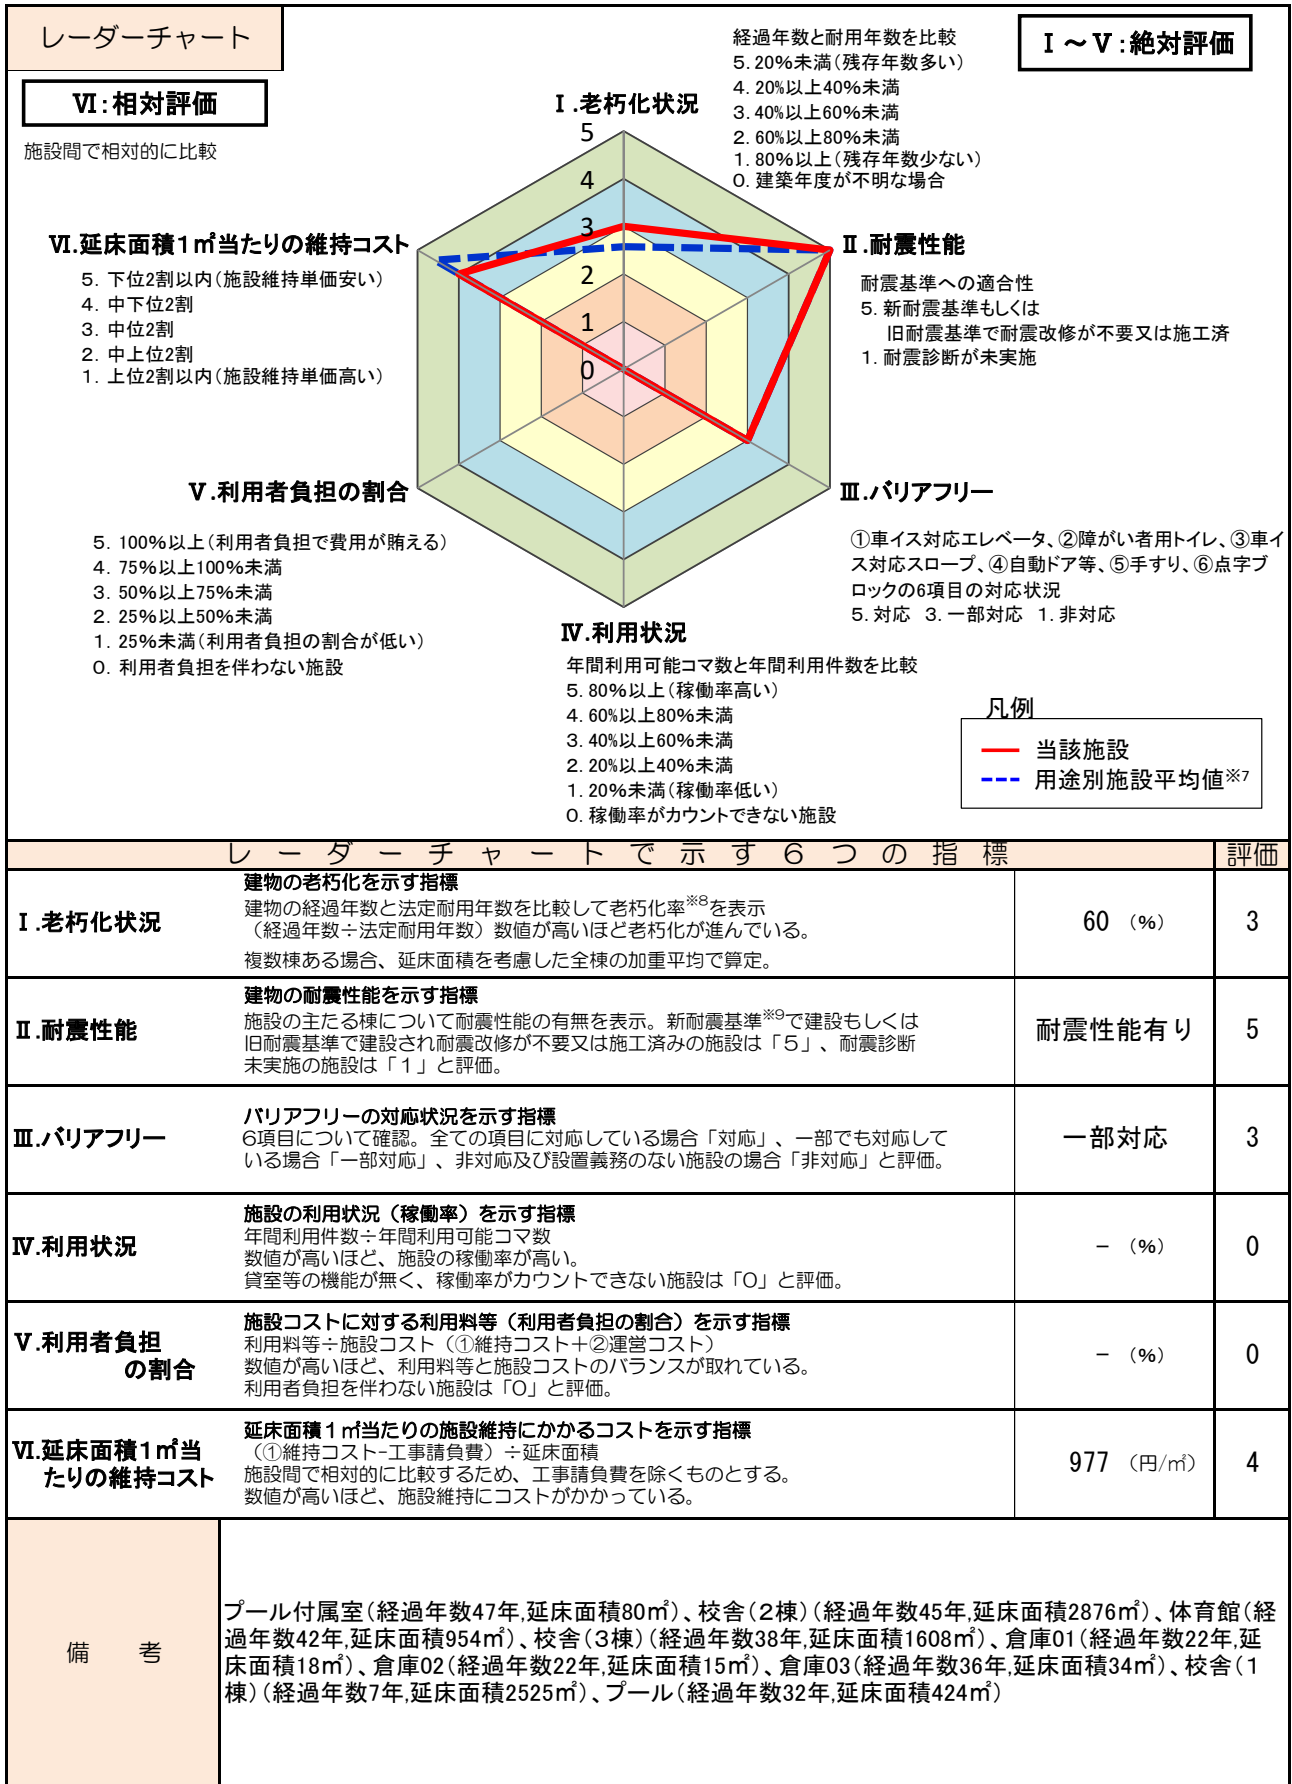 レーダーチャート
Ⅰ～Ⅴ:絶対評価
Ⅵ:相対評価
施設間で相対的に比較
経過年数と耐用年数を比較
5.20%未満(残存年数多い)
4.20%以上40%未満
3.40%以上60%未満
2.60%以上80%未満
1.80%以上(残存年数少ない)
0.建築年度が不明な場合
Ⅰ.老朽化状況
5
4
3
2
1
0
Ⅱ.耐震性能
耐震基準への適合性
5.新耐震基準もしくは
旧耐震基準で耐震改修が不要又は施工済
1.耐震診断が未実施
Ⅵ.延床面積1㎡当たりの維持コスト
5.下位2割以内(施設維持単価安い)
4.中下位2割
3.中位2割
2.中上位2割
1.上位2割以内(施設維持単価高い)
Ⅲ.バリアフリー
①車イス対応エレベータ、②障がい者用トイレ、③車イ
ス対応スロープ、④自動ドア等、⑤手すり、⑥点字ブ
ロックの6項目の対応状況
5.対応 3.一部対応 1.非対応
Ⅴ.利用者負担の割合
5.100%以上(利用者負担で費用が賄える)
4.75%以上100%未満
3.50%以上75%未満
2.25%以上50%未満
1.25%未満(利用者負担の割合が低い)
0.利用者負担を伴わない施設
Ⅳ.利用状況
年間利用可能コマ数と年間利用件数を比較
5.80%以上(稼働率高い)
4.60%以上80%未満
3.40%以上60%未満
2.20%以上40%未満
1.20%未満(稼働率低い)
0.稼働率がカウントできない施設
凡例
当該施設
用途別施設平均値※7
レーダーチャートで示す6つの指標 評価
Ⅰ.老朽化状況
建物の老朽化を示す指標
建物の経過年数と法定耐用年数を比較して老朽化率※8を表示
(経過年数÷法定耐用年数)数値が高いほど老朽化が進んでいる。
複数棟ある場合、延床面積を考慮した全棟の加重平均で算定。
60 (%) 3
Ⅱ.耐震性能
建物の耐震性能を示す指標
施設の主たる棟について耐震性能の有無を表示。新耐震基準※9で建設もしくは
旧耐震基準で建設され耐震改修が不要又は施工済みの施設は「5」、耐震診断
未実施の施設は「1」と評価。
耐震性能有り 5
Ⅲ.バリアフリー
バリアフリーの対応状況を示す指標
6項目について確認。全ての項目に対応している場合「対応」、一部でも対応して
いる場合「一部対応」、非対応及び設置義務のない施設の場合「非対応」と評価。
一部対応 3
Ⅳ.利用状況
施設の利用状況(稼働率)を示す指標
年間利用件数÷年間利用可能コマ数
数値が高いほど、施設の稼働率が高い。
貸室等の機能が無く、稼働率がカウントできない施設は「0」と評価。
- (%) 0
Ⅴ.利用者負担
の割合
施設コストに対する利用料等(利用者負担の割合)を示す指標
利用料等÷施設コスト(①維持コスト+②運営コスト)
数値が高いほど、利用料等と施設コストのバランスが取れている。
利用者負担を伴わない施設は「0」と評価。
- (%) 0
Ⅵ.延床面積1㎡当
たりの維持コスト
延床面積1㎡当たりの施設維持にかかるコストを示す指標
(①維持コスト-工事請負費)÷延床面積
施設間で相対的に比較するため、工事請負費を除くものとする。
数値が高いほど、施設維持にコストがかかっている。
977 (円/㎡) 4
備 考
プール付属室(経過年数47年,延床面積80㎡)、校舎(2棟)(経過年数45年,延床面積2876㎡)、体育館(経
過年数42年,延床面積954㎡)、校舎(3棟)(経過年数38年,延床面積1608㎡)、倉庫01(経過年数22年,延
床面積18㎡)、倉庫02(経過年数22年,延床面積15㎡)、倉庫03(経過年数36年,延床面積34㎡)、校舎(1
棟)(経過年数7年,延床面積2525㎡)、プール(経過年数32年,延床面積424㎡)